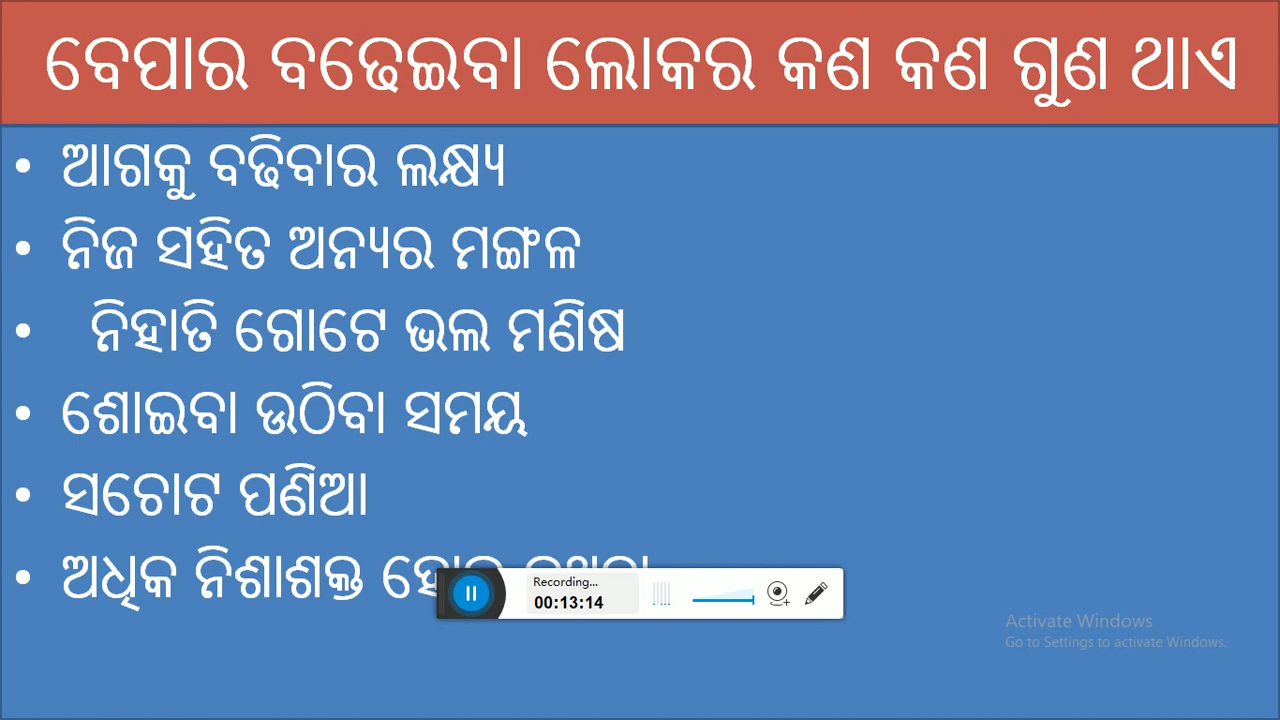 ବେପାର ବଢେଇବା ଲୋକର କଣ କଣ ଗୁଣ ଥାଏ
• ଆଗକୁ ବଢିବାର ଲକ୍ଷ୍ୟ
• ନିଜ ସହିତ ଅନ୍ୟର ମଙ୍ଗଳ
• ନିହାତି ଗୋଟେ ଭଲ ମଣିଷ
• ଶୋଇବା ଉଠିବା ସମୟ
• ସଚୋଟ ପଣିଆ
• ଅଧିକ ନିଶାଶକ୍ତ
Recording...
00:13:14
Activate Windows
Go to Settings to activate Windows.